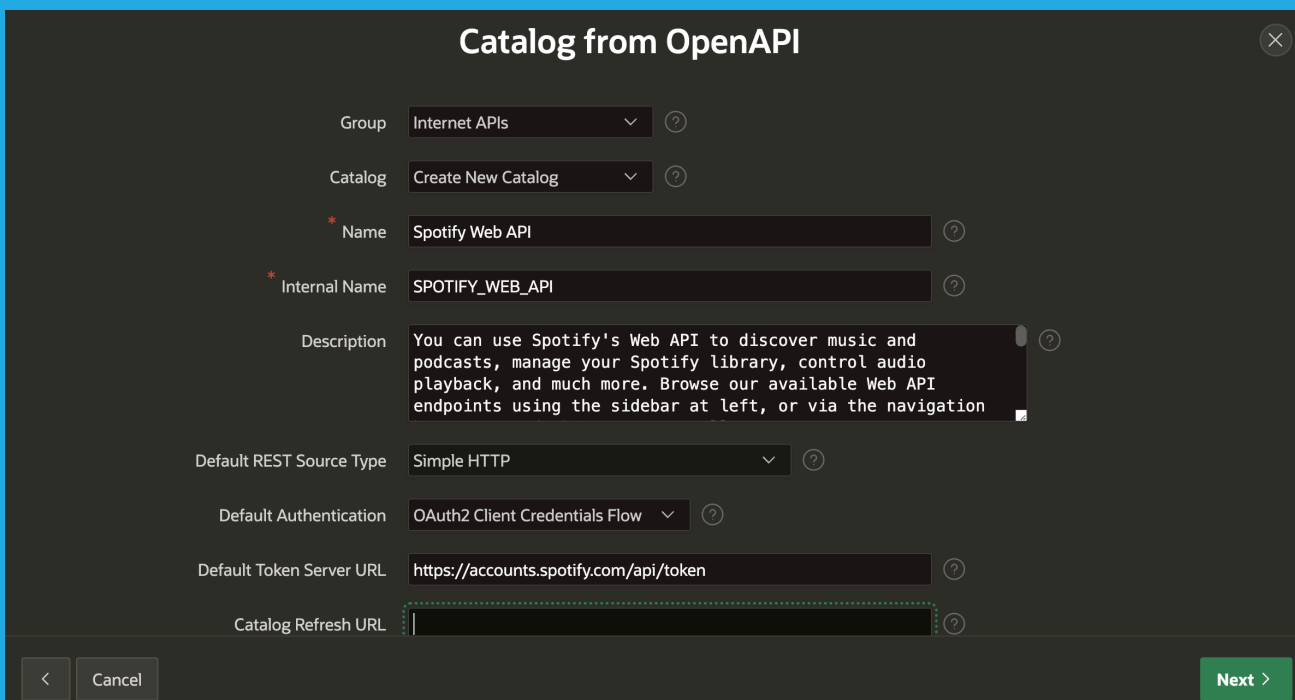 Catalog from OpenAPI
Group Internet APIs ?
Catalog Create New Catalog ?
* Name Spotify Web API ?
* Internal Name SPOTIFY_WEB_API ?
Description You can use Spotify's Web API to discover music and ?
podcasts, manage your Spotify library, control audio
playback, and much more. Browse our available Web API
endpoints using the sidebar at left, or via the navigation
Default REST Source Type Simple HTTP ?
Default Authentication OAuth2 Client Credentials Flow ?
Default Token Server URL https://accounts.spotify.com/api/token ?
Catalog Refresh URL ?
< Cancel Next >